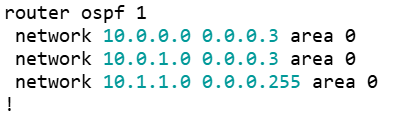 router ospf 1
network 10.0.0.0 0.0.0.3 area 0
network 10.0.1.0 0.0.0.3 area 0
network 10.1.1.0 0.0.0.255 area 0
!